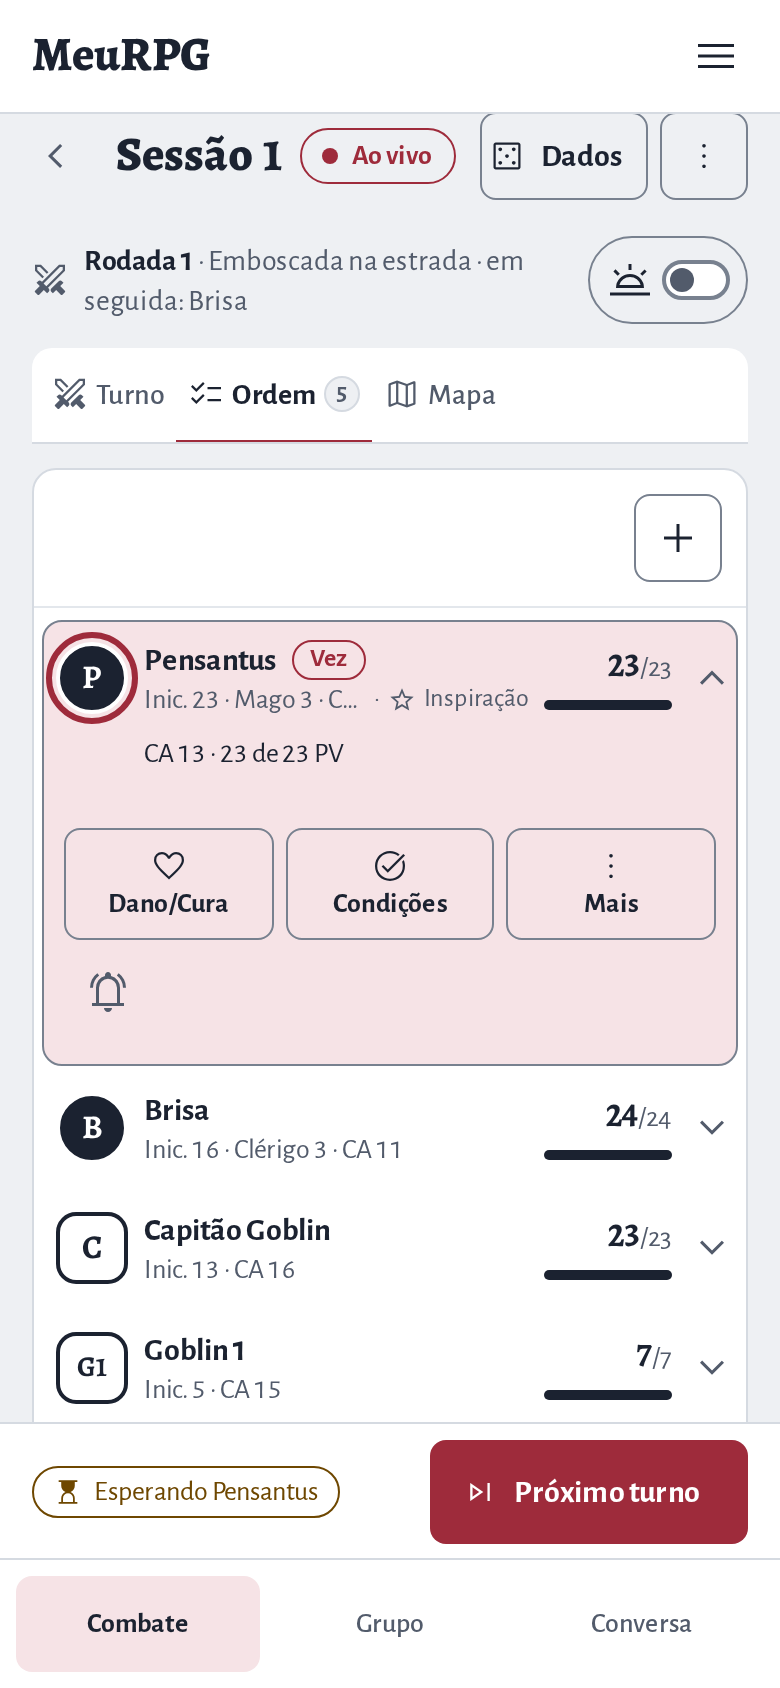 MeuRPG
Sessão 1
Ao vivo
Dados
Rodada 1 · Emboscada na estrada · em
seguida: Brisa
Turno
Ordem 5
Mapa
P
Pensantus
Vez
23/23
Inic. 23 · Mago 3 · C... · Inspiração
CA 13 · 23 de 23 PV
Dano/Cura
Condições
Mais
B
Brisa
24/24
Inic. 16 · Clérigo 3 · CA 11
C
Capitão Goblin
23/23
Inic. 13 · CA 16
G1
Goblin 1
7/7
Inic. 5 · CA 15
Esperando Pensantus
Próximo turno
Combate
Grupo
Conversa